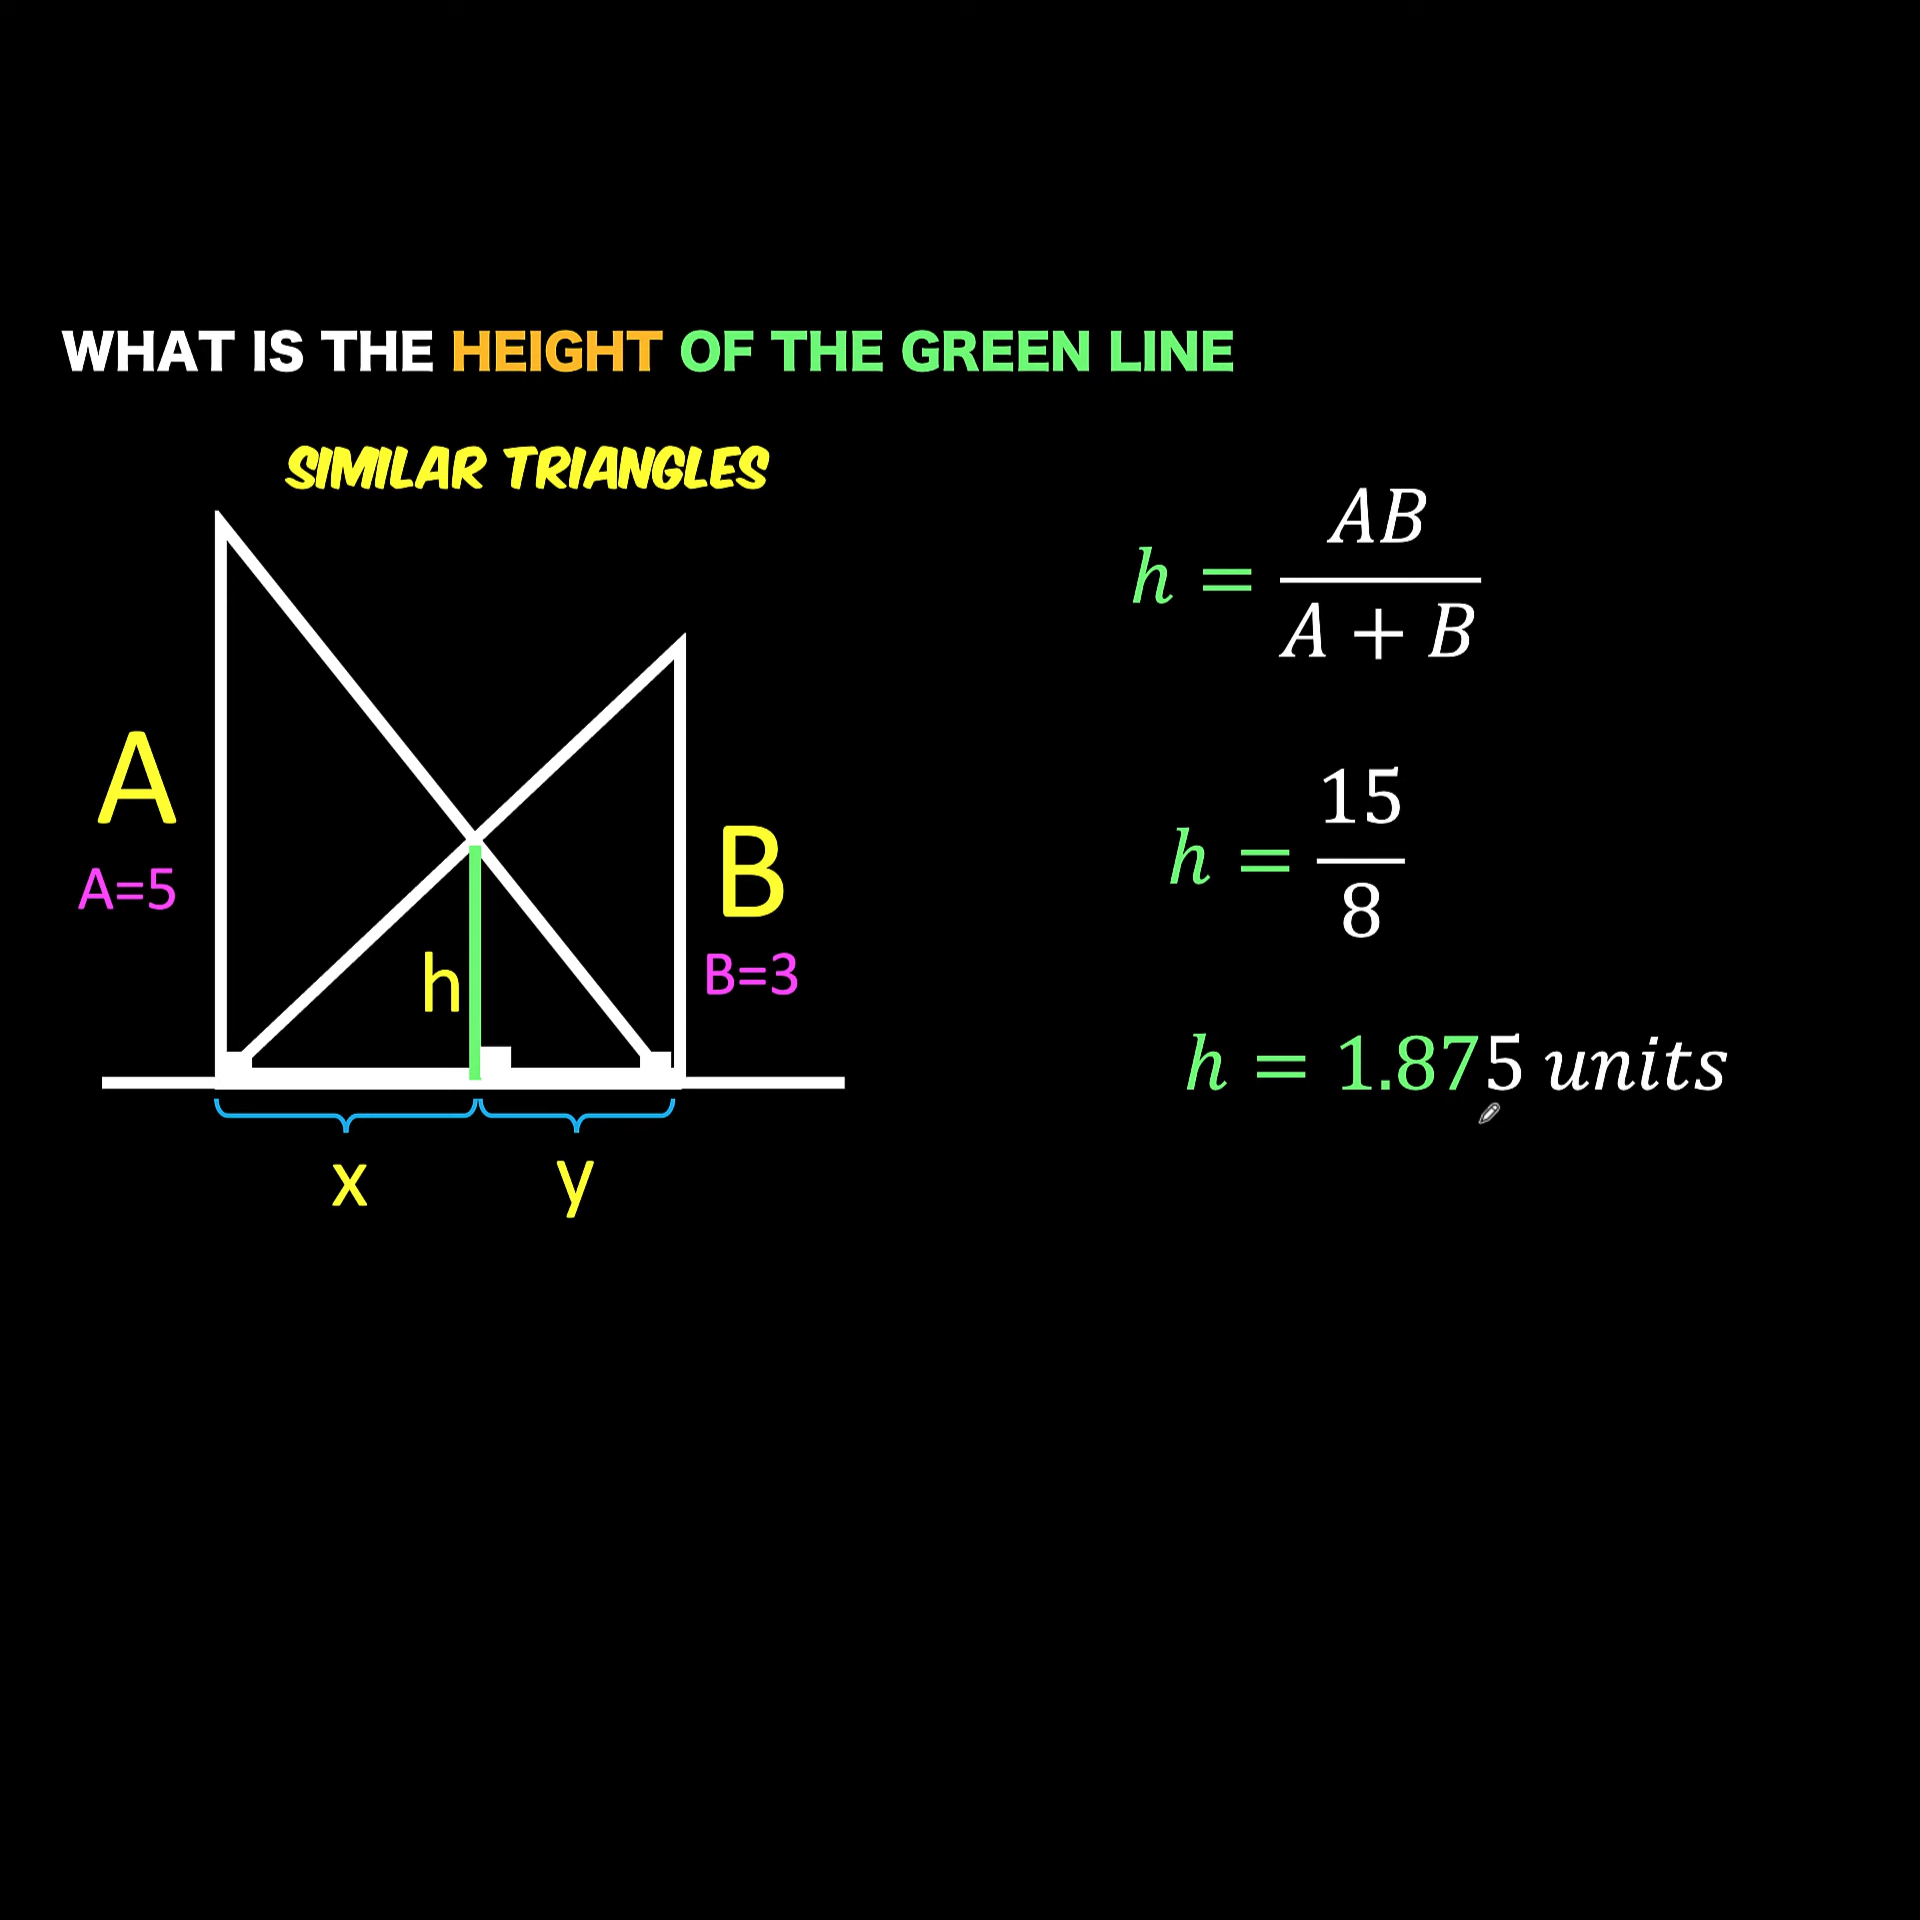 WHAT IS THE HEIGHT OF THE GREEN LINE
SIMILAR TRIANGLES
A
A=5
B
B=3
h
x
y
h = AB / A + B
h = 15 / 8
h = 1.875 units